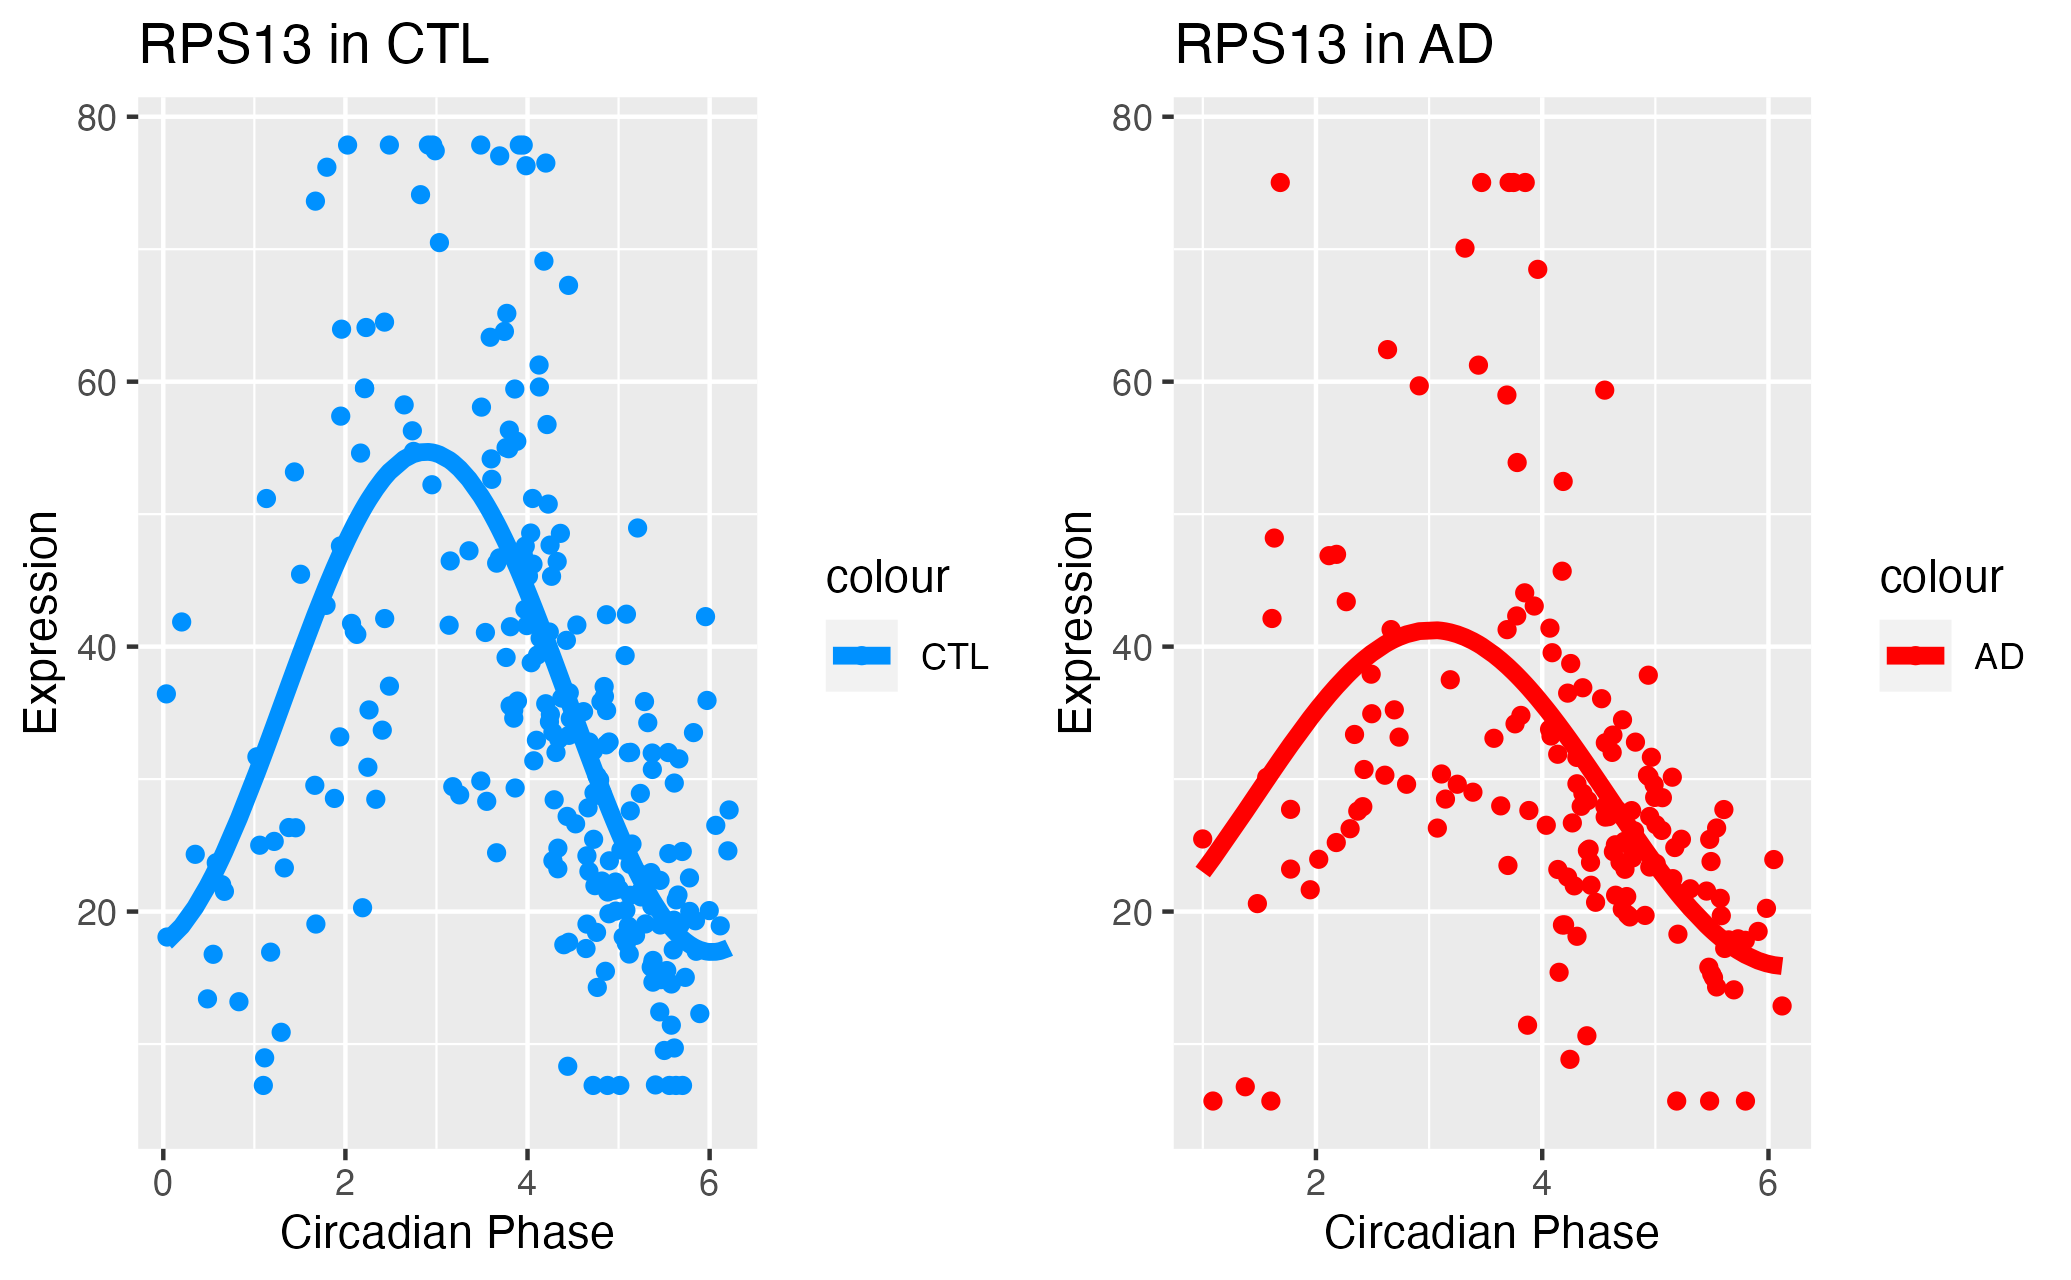 RPS13 in CTL
80
60
40
20
Expression
0 2 4 6
Circadian Phase
colour
CTL
RPS13 in AD
80
60
40
20
Expression
2 4 6
Circadian Phase
colour
AD